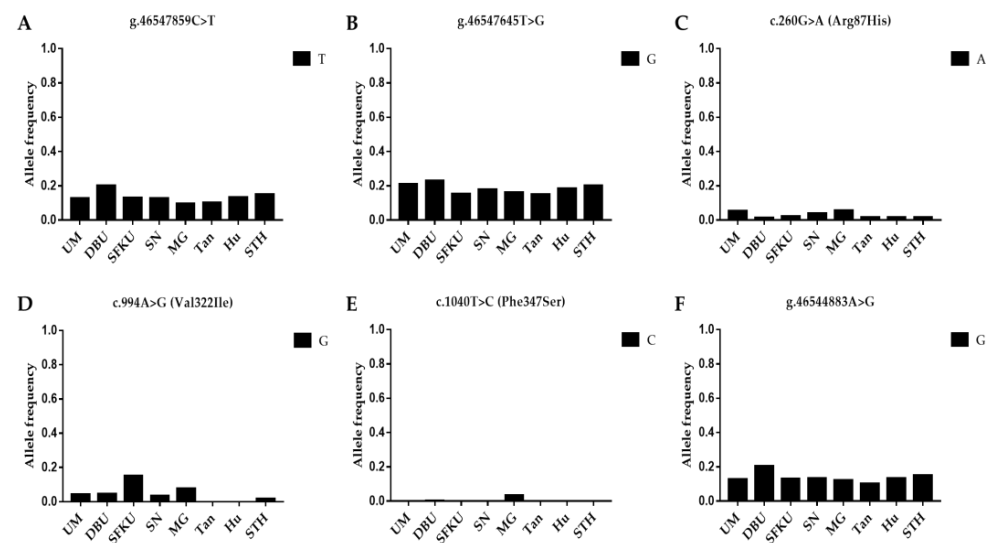 A
g.46547859C>T
Allele frequency
1.0
0.8
0.6
0.4
0.2
0.0
UM
DBU
SFKU
SN
MG
Tan
Hu
STH
T
B
g.46547645T>G
Allele frequency
1.0
0.8
0.6
0.4
0.2
0.0
UM
DBU
SFKU
SN
MG
Tan
Hu
STH
G
C
c.260G>A (Arg87His)
Allele frequency
1.0
0.8
0.6
0.4
0.2
0.0
UM
DBU
SFKU
SN
MG
Tan
Hu
STH
A
D
c.994A>G (Val322Ile)
Allele frequency
1.0
0.8
0.6
0.4
0.2
0.0
UM
DBU
SFKU
SN
MG
Tan
Hu
STH
G
E
c.1040T>C (Phe347Ser)
Allele frequency
1.0
0.8
0.6
0.4
0.2
0.0
UM
DBU
SFKU
SN
MG
Tan
Hu
STH
C
F
g.46544883A>G
Allele frequency
1.0
0.8
0.6
0.4
0.2
0.0
UM
DBU
SFKU
SN
MG
Tan
Hu
STH
G